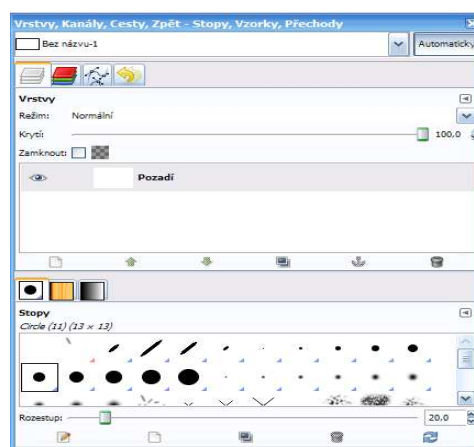 Vrstvy, Kanály, Cesty, Zpět - Stopy, Vzorky, Přechody
Bez názvu-1
Automaticky
Vrstvy
Režim: Normální
Krytí: 100,0
Zamknout:
Pozadí
Stopy
Circle (11) (13 × 13)
Rozestup: 20,0